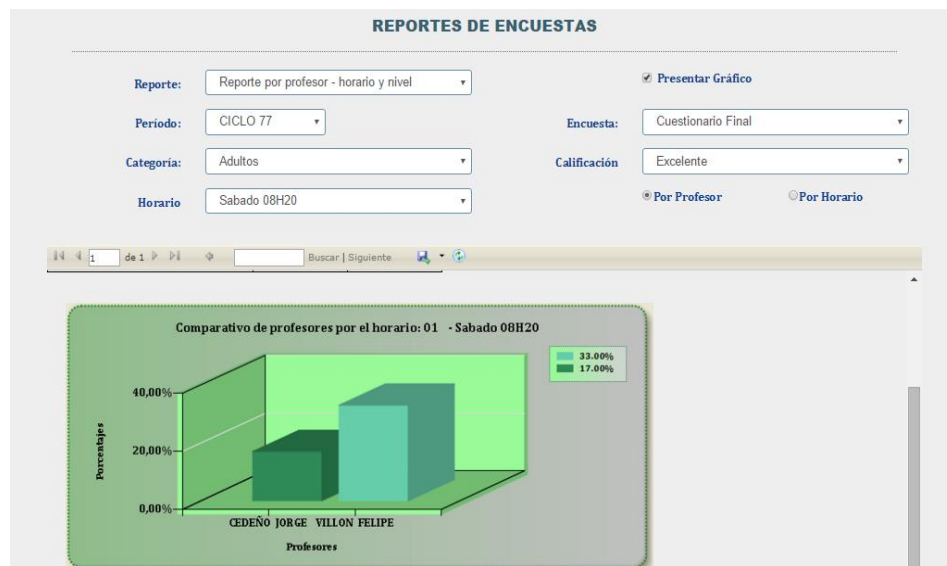 REPORTES DE ENCUESTAS
Reporte: Reporte por profesor - horario y nivel Presentar Gráfico
Período: CICLO 77 Encuesta: Cuestionario Final
Categoría: Adultos Calificación Excelente
Horario Sabado 08H20 Por Profesor Por Horario
1 de 1 Buscar | Siguiente
Comparativo de profesores por el horario: 01 - Sabado 08H20
33.00%
17.00%
40,00%
20,00%
0,00%
Porcentajes
CEDEÑO JORGE VILLON FELIPE
Profesores